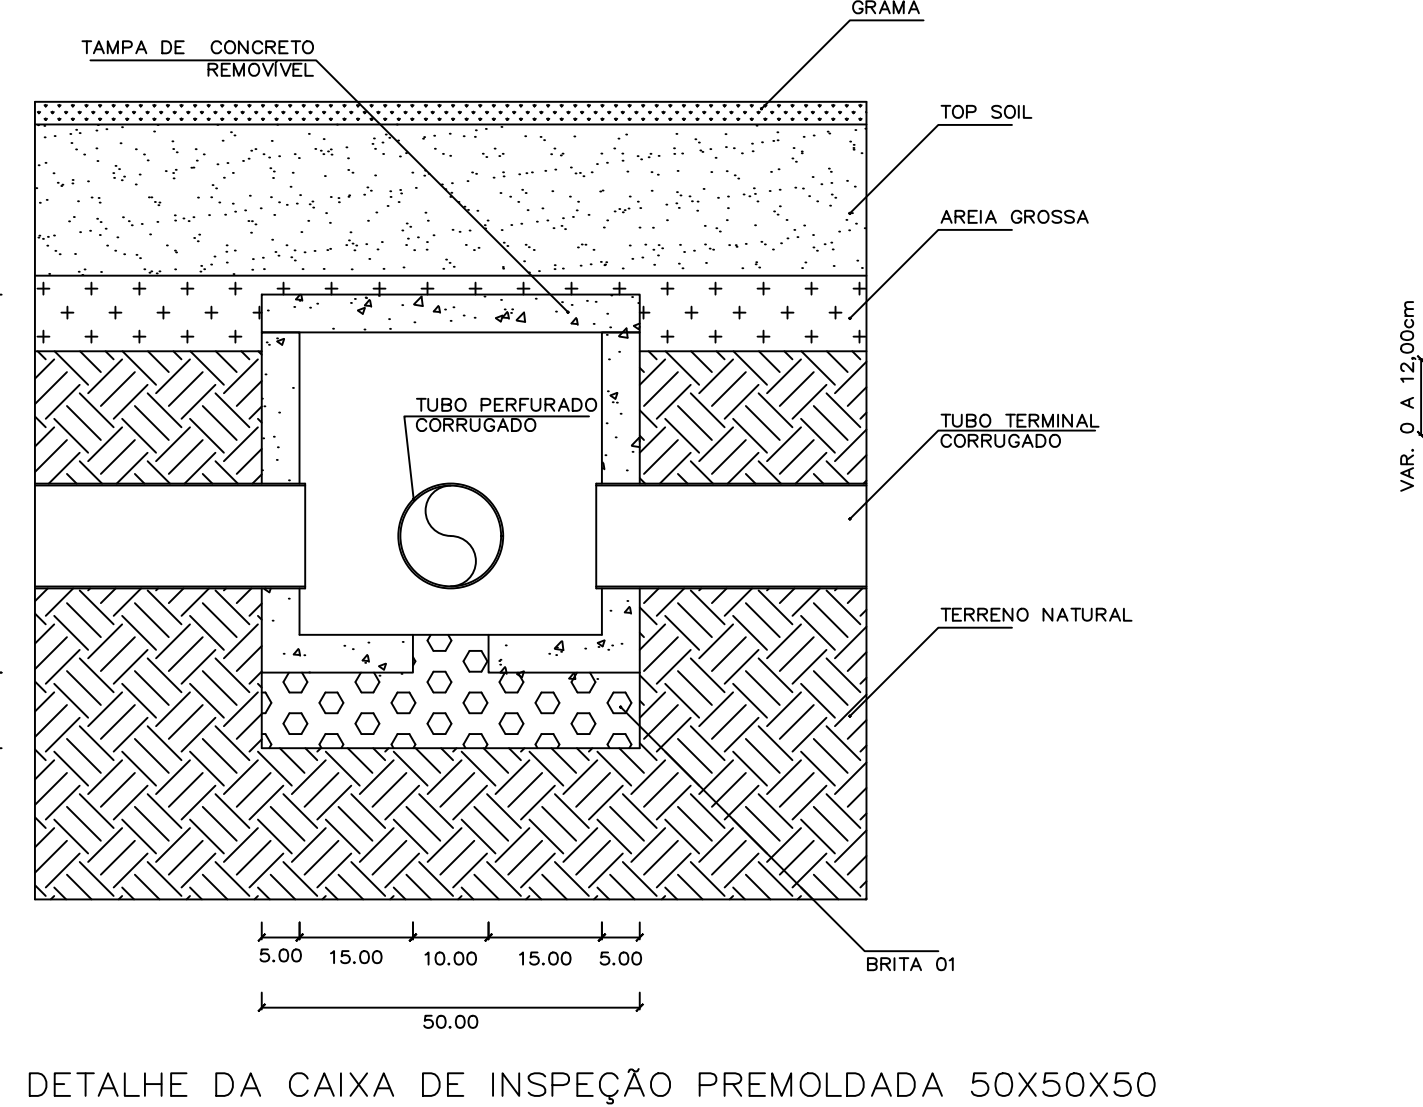 GRAMA
TAMPA DE CONCRETO
REMOVÍVEL
TOP SOIL
AREIA GROSSA
VAR. 0 A 12,00cm
TUBO PERFURADO
CORRUGADO
TUBO TERMINAL
CORRUGADO
TERRENO NATURAL
5.00 15.00 10.00 15.00 5.00
BRITA 01
50.00
DETALHE DA CAIXA DE INSPEÇÃO PREMOLDADA 50X50X50